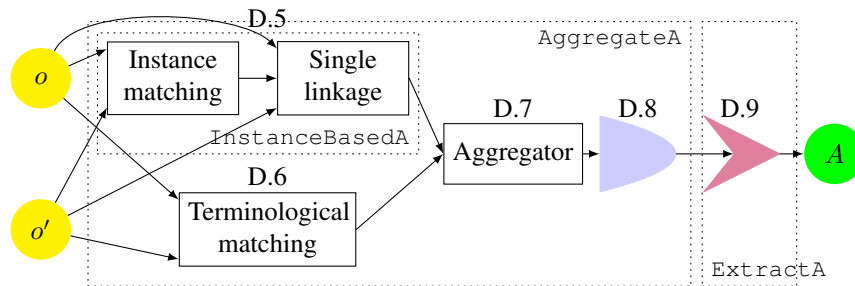 D.5
AggregateA
o
Instance
matching
Single
linkage
InstanceBasedA
D.7
D.8
D.9
Aggregator
A
D.6
o′
Terminological
matching
ExtractA